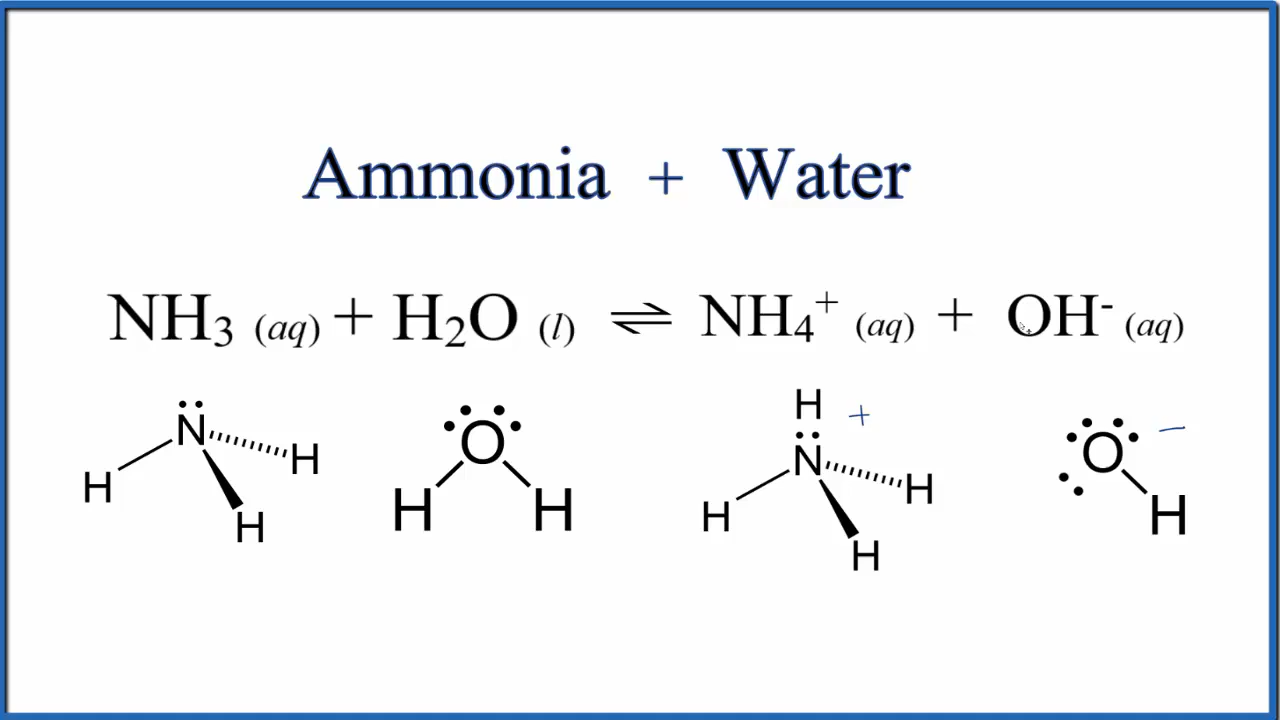 Ammonia + Water
NH₃ (aq) + H₂O (l) ⇌ NH₄⁺ (aq) + OH⁻ (aq)
H + −
N H O N H O
H H H H H H H